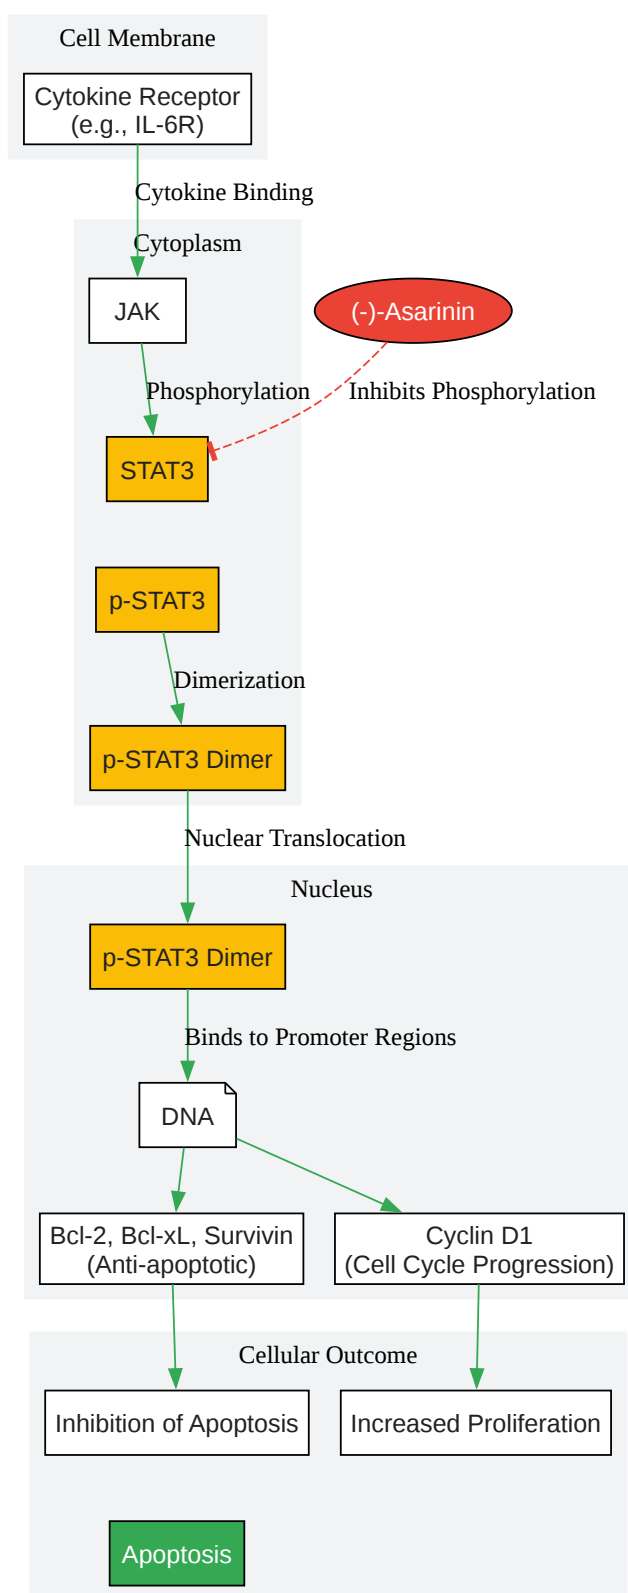 Cell Membrane
Cytokine Receptor
(e.g., IL-6R)
Cytokine Binding
Cytoplasm
JAK
(-)-Asarinin
Phosphorylation
Inhibits Phosphorylation
STAT3
p-STAT3
Dimerization
p-STAT3 Dimer
Nuclear Translocation
Nucleus
p-STAT3 Dimer
Binds to Promoter Regions
DNA
Bcl-2, Bcl-xL, Survivin
(Anti-apoptotic)
Cyclin D1
(Cell Cycle Progression)
Cellular Outcome
Inhibition of Apoptosis
Increased Proliferation
Apoptosis